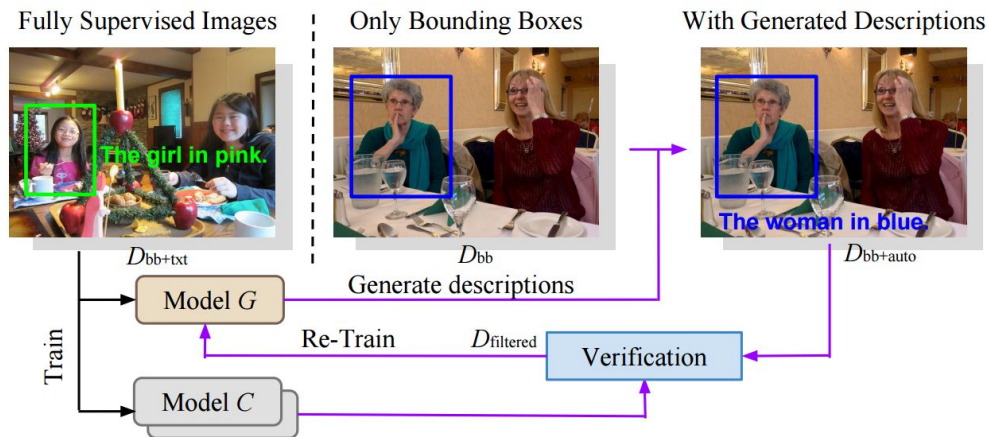 Fully Supervised Images
Only Bounding Boxes
With Generated Descriptions
The girl in pink.
The woman in blue.
Dbb+txt
Dbb
Dbb+auto
Model G
Generate descriptions
Re-Train
Dfiltered
Verification
Train
Model C